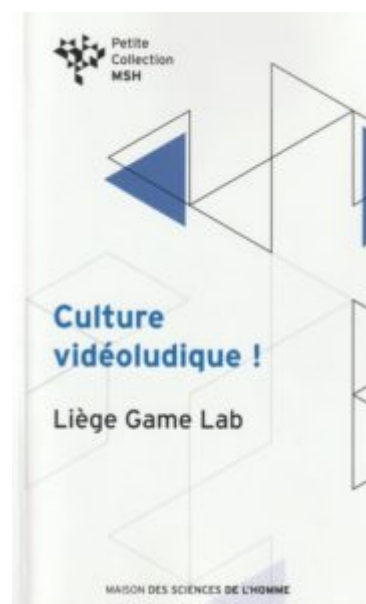 Petite
Collection
MSH
Culture
vidéoludique !
Liège Game Lab
MAISON DES SCIENCES DE L'HOMME